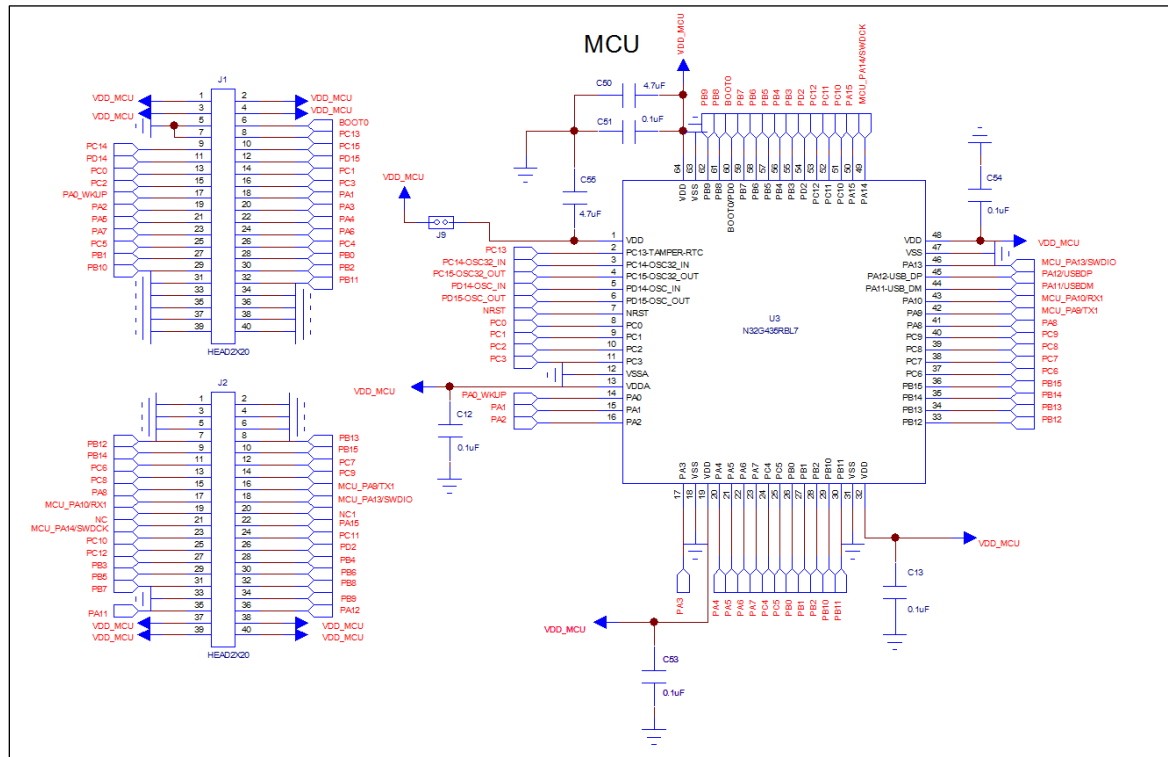 MCU
J1
VDD_MCU 1 2 VDD_MCU
VDD_MCU 3 4 VDD_MCU
5 6 BOOT0
7 8 PC13
PC14 9 10 PC15
PD14 11 12 PD15
PC0 13 14 PC1
PC2 15 16 PC3
PA0_WKUP 17 18 PA1
PA2 19 20 PA3
PA5 21 22 PA4
PA7 23 24 PA6
PC5 25 26 PC4
PB1 27 28 PB0
PB10 29 30 PB2
31 32 PB11
33 34
35 36
37 38
39 40
HEAD2X20
J2
1 2
3 4
5 6
PB12 7 8 PB13
PB14 9 10 PB15
PC6 11 12 PC7
PC8 13 14 PC9
PA8 15 16 MCU_PA9/TX1
MCU_PA10/RX1 17 18 MCU_PA13/SWDIO
NC 19 20 NC1
MCU_PA14/SWDCK 21 22 PA15
PC10 23 24 PC11
PC12 25 26 PD2
PB3 27 28 PB4
PB5 29 30 PB6
PB7 31 32 PB8
33 34 PB9
PA11 35 36 PA12
VDD_MCU 37 38 VDD_MCU
VDD_MCU 39 40 VDD_MCU
HEAD2X20
VDD_MCU
C50 4.7uF
C51 0.1uF
C55
4.7uF
VDD_MCU
J9
PB9 PB8 BOOT0 PB7 PB6 PB5 PB4 PB3 PD2 PC12 PC11 PC10 PA15 MCU_PA14/SWDCK
64 63 62 61 60 59 58 57 56 55 54 53 52 51 50 49
VDD VSS PB9 PB8 BOOT0/PD0 PB7 PB6 PB5 PB4 PB3 PD2 PC12 PC11 PC10 PA15 PA14
C54
0.1uF
1 VDD
PC13 2 PC13-TAMPER-RTC
PC14-OSC32_IN 3 PC14-OSC32_IN
PC15-OSC32_OUT 4 PC15-OSC32_OUT
PD14-OSC_IN 5 PD14-OSC_IN
PD15-OSC_OUT 6 PD15-OSC_OUT
NRST 7 NRST
PC0 8 PC0
PC1 9 PC1
PC2 10 PC2
PC3 11 PC3
12 VSSA
VDD_MCU 13 VDDA
PA0_WKUP 14 PA0
PA1 15 PA1
PA2 16 PA2
C12
0.1uF
U3
N32G435RBL7
VDD 48 VDD_MCU
VSS 47
PA13 46 MCU_PA13/SWDIO
PA12-USB_DP 45 PA12/USBDP
PA11-USB_DM 44 PA11/USBDM
PA10 43 MCU_PA10/RX1
PA9 42 MCU_PA9/TX1
PA8 41 PA8
PC9 40 PC9
PC8 39 PC8
PC7 38 PC7
PC6 37 PC6
PB15 36 PB15
PB14 35 PB14
PB13 34 PB13
PB12 33 PB12
PA3 VSS VDD PA4 PA5 PA6 PA7 PC4 PC5 PB0 PB1 PB2 PB10 PB11 VSS VDD
17 18 19 20 21 22 23 24 25 26 27 28 29 30 31 32
PA3 PA4 PA5 PA6 PA7 PC4 PC5 PB0 PB1 PB2 PB10 PB11
VDD_MCU
C13
0.1uF
VDD_MCU
C53
0.1uF